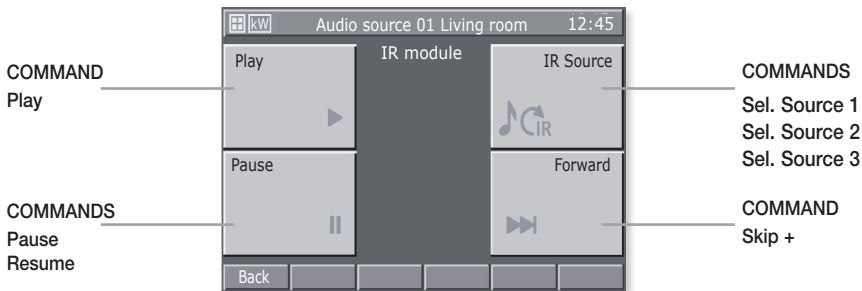 kW Audio source 01 Living room 12:45
IR module
Play
IR Source
IR
Pause
Forward
Back
COMMAND
Play
COMMANDS
Pause
Resume
COMMANDS
Sel. Source 1
Sel. Source 2
Sel. Source 3
COMMAND
Skip +